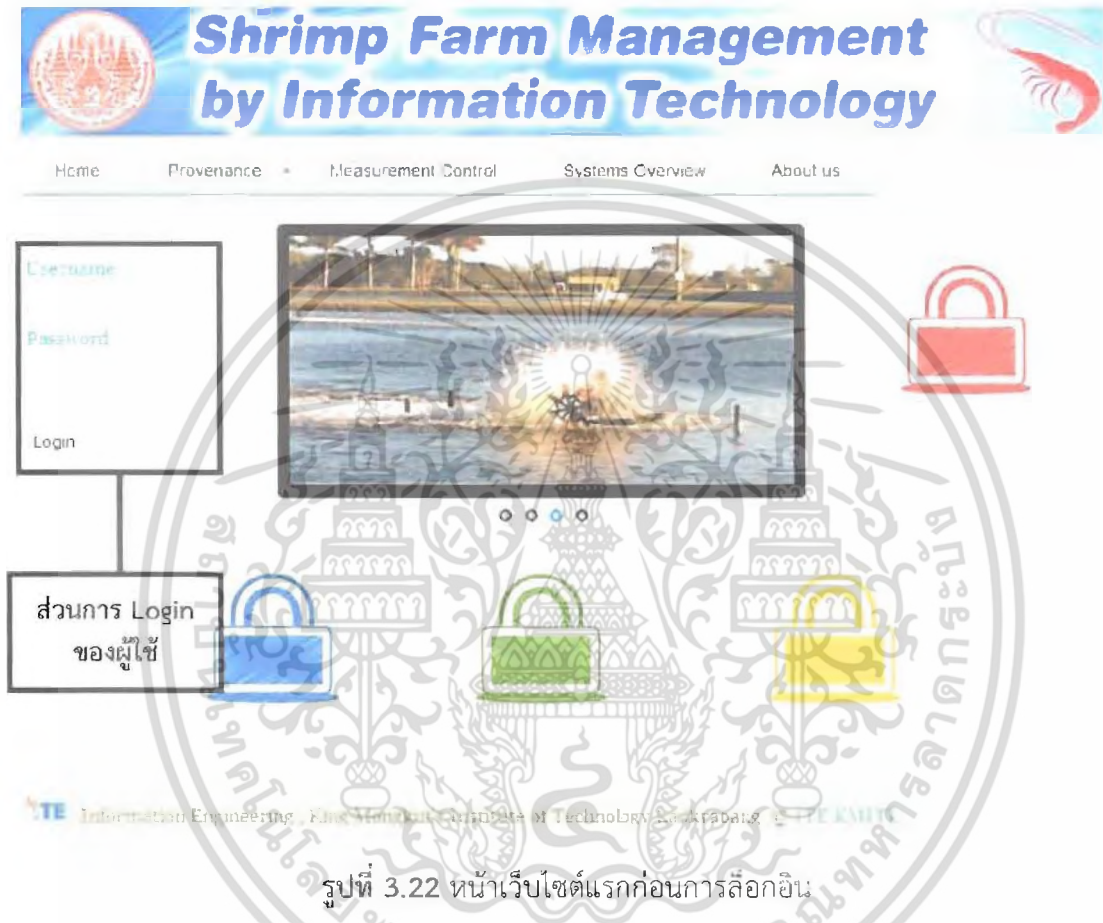 Shrimp Farm Management
by Information Technology
Home Provenance Measurement Control Systems Overview About us
Username
Password
Login
ส่วนการ Login
ของผู้ใช้
Information Engineering , King Mongkut's Institute of Technology Ladkrabang
รูปที่ 3.22 หน้าเว็บไซต์แรกก่อนการล็อกอิน